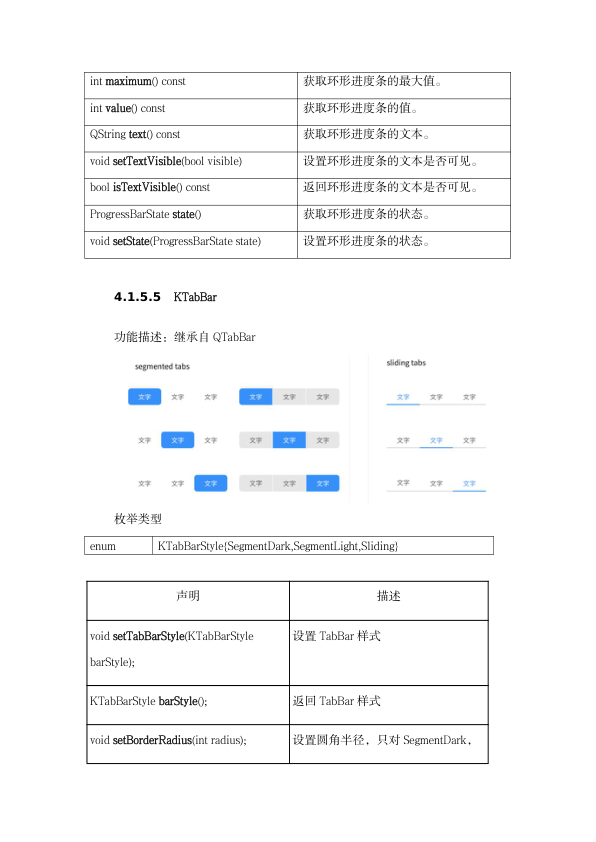 int maximum() const 获取环形进度条的最大值。
int value() const 获取环形进度条的值。
QString text() const 获取环形进度条的文本。
void setTextVisible(bool visible) 设置环形进度条的文本是否可见。
bool isTextVisible() const 返回环形进度条的文本是否可见。
ProgressBarState state() 获取环形进度条的状态。
void setState(ProgressBarState state) 设置环形进度条的状态。
4.1.5.5 KTabBar
功能描述：继承自 QTabBar
segmented tabs sliding tabs
文字 文字 文字 文字 文字 文字 文字 文字 文字
文字 文字 文字 文字 文字 文字 文字 文字 文字
文字 文字 文字 文字 文字 文字 文字 文字 文字
枚举类型
enum KTabBarStyle{SegmentDark,SegmentLight,Sliding}
声明 描述
void setTabBarStyle(KTabBarStyle 设置 TabBar 样式
barStyle);
KTabBarStyle barStyle(); 返回 TabBar 样式
void setBorderRadius(int radius); 设置圆角半径，只对 SegmentDark，